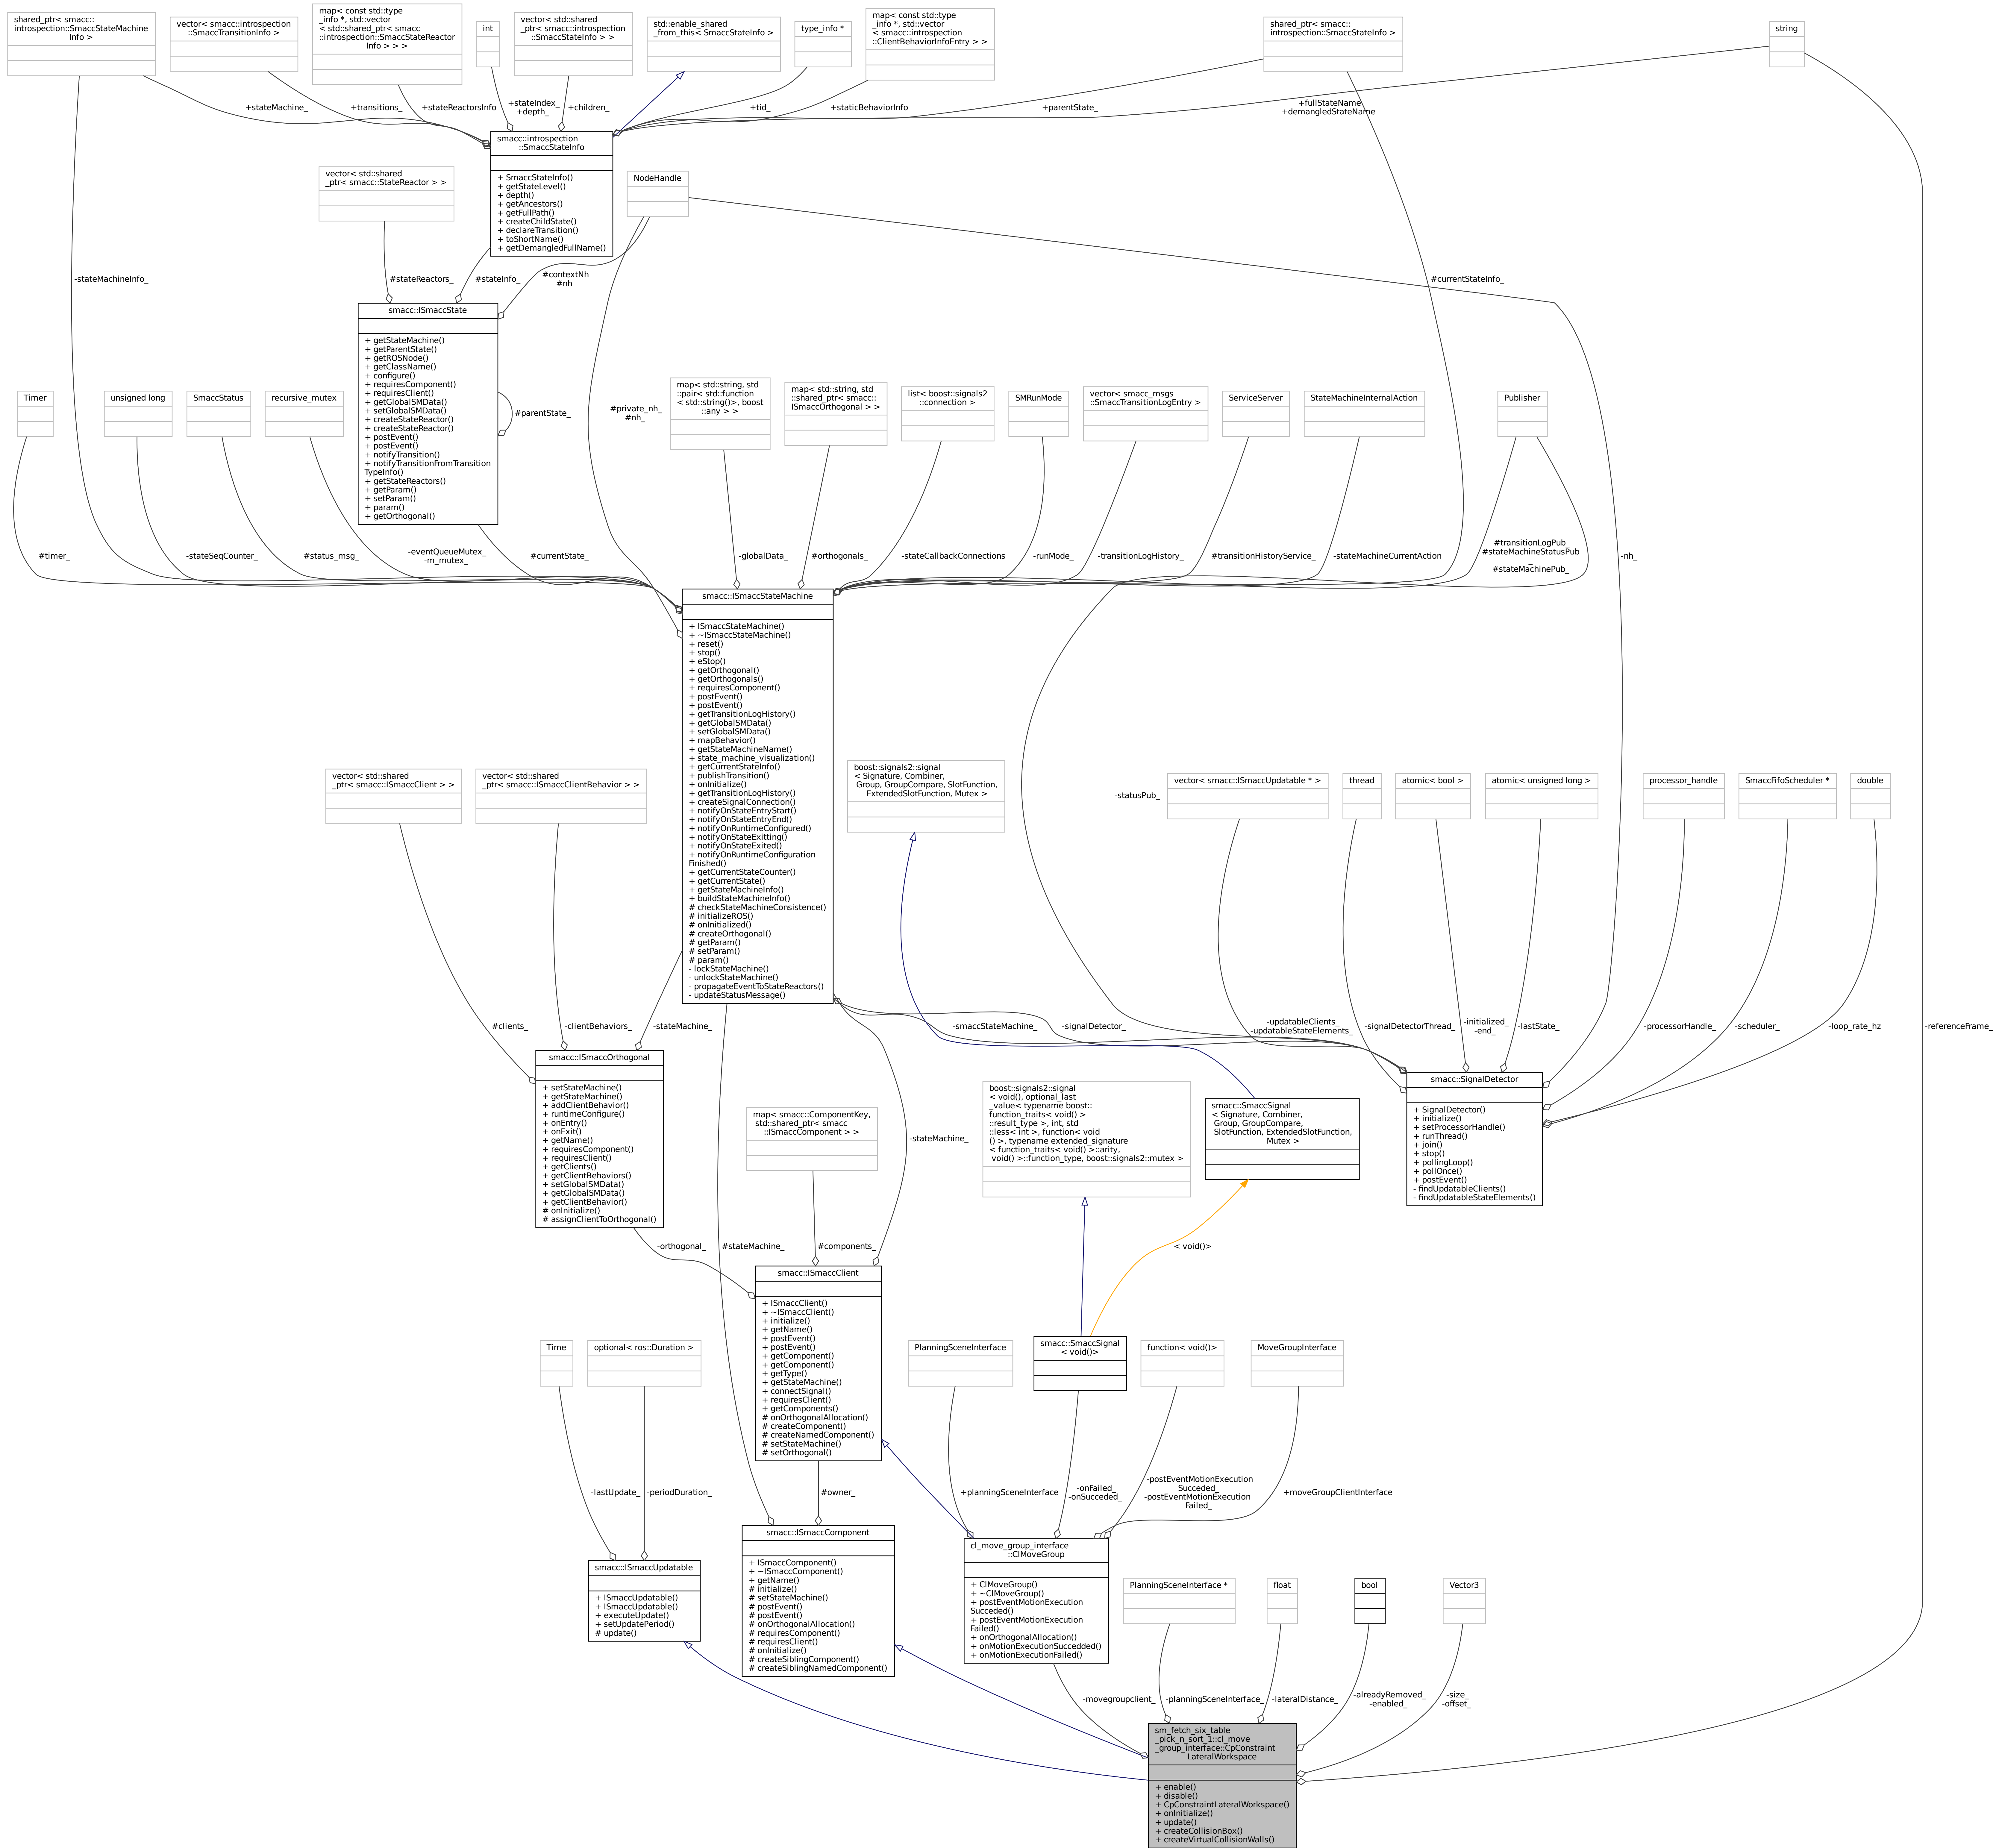 shared_ptr< smacc::
introspection::SmaccStateMachine
Info >
vector< smacc::introspection
::SmaccTransitionInfo >
map< const std::type
_info *, std::vector
< std::shared_ptr< smacc
::introspection::SmaccStateReactor
Info > > >
int
vector< std::shared
_ptr< smacc::introspection
::SmaccStateInfo > >
std::enable_shared
_from_this< SmaccStateInfo >
type_info *
map< const std::type
_info *, std::vector
< smacc::introspection
::ClientBehaviorInfoEntry > >
shared_ptr< smacc::
introspection::SmaccStateInfo >
string
+stateMachine_
+transitions_
+stateReactorsInfo
+stateIndex_
+depth_
+children_
+tid_
+staticBehaviorInfo
+parentState_
+fullStateName
+demangledStateName
smacc::introspection
::SmaccStateInfo
+ SmaccStateInfo()
+ getStateLevel()
+ depth()
+ getAncestors()
+ getFullPath()
+ createChildState()
+ declareTransition()
+ toShortName()
+ getDemangledFullName()
vector< std::shared
_ptr< smacc::StateReactor > >
NodeHandle
-stateMachineInfo_
#stateReactors_
#stateInfo_
#contextNh
#nh
#currentStateInfo_
smacc::ISmaccState
+ getStateMachine()
+ getParentState()
+ getROSNode()
+ getClassName()
+ configure()
+ requiresComponent()
+ requiresClient()
+ getGlobalSMData()
+ setGlobalSMData()
+ createStateReactor()
+ createStateReactor()
+ postEvent()
+ postEvent()
+ notifyTransition()
+ notifyTransitionFromTransition
TypeInfo()
+ getStateReactors()
+ getParam()
+ setParam()
+ param()
+ getOrthogonal()
#parentState_
#private_nh_
#nh_
Timer
unsigned long
SmaccStatus
recursive_mutex
map< std::string, std
::pair< std::function
< std::string()>, boost
::any > >
map< std::string, std
::shared_ptr< smacc::
ISmaccOrthogonal > >
list< boost::signals2
::connection >
SMRunMode
vector< smacc_msgs
::SmaccTransitionLogEntry >
ServiceServer
StateMachineInternalAction
Publisher
#timer_
-stateSeqCounter_
#status_msg_
-eventQueueMutex_
-m_mutex_
#currentState_
-globalData_
#orthogonals_
-stateCallbackConnections
-runMode_
-transitionLogHistory_
#transitionHistoryService_
-stateMachineCurrentAction
#transitionLogPub_
#stateMachineStatusPub
_
#stateMachinePub_
-nh_
smacc::ISmaccStateMachine
+ ISmaccStateMachine()
+ ~ISmaccStateMachine()
+ reset()
+ stop()
+ eStop()
+ getOrthogonal()
+ getOrthogonals()
+ requiresComponent()
+ postEvent()
+ postEvent()
+ getTransitionLogHistory()
+ getGlobalSMData()
+ setGlobalSMData()
+ mapBehavior()
+ getStateMachineName()
+ state_machine_visualization()
+ getCurrentStateInfo()
+ publishTransition()
+ onInitialize()
+ getTransitionLogHistory()
+ createSignalConnection()
+ notifyOnStateEntryStart()
+ notifyOnStateEntryEnd()
+ notifyOnRuntimeConfigured()
+ notifyOnStateExitting()
+ notifyOnStateExited()
+ notifyOnRuntimeConfiguration
Finished()
+ getCurrentStateCounter()
+ getCurrentState()
+ getStateMachineInfo()
+ buildStateMachineInfo()
# checkStateMachineConsistence()
# initializeROS()
# onInitialized()
# createOrthogonal()
# getParam()
# setParam()
# param()
- lockStateMachine()
- unlockStateMachine()
- propagateEventToStateReactors()
- updateStatusMessage()
vector< std::shared
_ptr< smacc::ISmaccClient > >
vector< std::shared
_ptr< smacc::ISmaccClientBehavior > >
boost::signals2::signal
< Signature, Combiner,
Group, GroupCompare, SlotFunction,
ExtendedSlotFunction, Mutex >
-statusPub_
vector< smacc::ISmaccUpdatable * >
thread
atomic< bool >
atomic< unsigned long >
processor_handle
SmaccFifoScheduler *
double
#clients_
-clientBehaviors_
-stateMachine_
-smaccStateMachine_
-signalDetector_
-updatableClients_
-updatableStateElements_
-signalDetectorThread_
-initialized_
-end_
-lastState_
-processorHandle_
-scheduler_
-loop_rate_hz
-referenceFrame_
smacc::ISmaccOrthogonal
+ setStateMachine()
+ getStateMachine()
+ addClientBehavior()
+ runtimeConfigure()
+ onEntry()
+ onExit()
+ getName()
+ requiresComponent()
+ requiresClient()
+ getClients()
+ getClientBehaviors()
+ setGlobalSMData()
+ getGlobalSMData()
+ getClientBehavior()
# onInitialize()
# assignClientToOrthogonal()
map< smacc::ComponentKey,
std::shared_ptr< smacc
::ISmaccComponent > >
-stateMachine_
boost::signals2::signal
< void(), optional_last
_value< typename boost::
function_traits< void() >
::result_type >, int, std
::less< int >, function< void
() >, typename extended_signature
< function_traits< void() >::arity,
void() >::function_type, boost::signals2::mutex >
smacc::SmaccSignal
< Signature, Combiner,
Group, GroupCompare,
SlotFunction, ExtendedSlotFunction,
Mutex >
smacc::SignalDetector
+ SignalDetector()
+ initialize()
+ setProcessorHandle()
+ runThread()
+ join()
+ stop()
+ pollingLoop()
+ pollOnce()
+ postEvent()
- findUpdatableClients()
- findUpdatableStateElements()
-orthogonal_
#stateMachine_
#components_
< void()>
smacc::ISmaccClient
+ ISmaccClient()
+ ~ISmaccClient()
+ initialize()
+ getName()
+ postEvent()
+ postEvent()
+ getComponent()
+ getComponent()
+ getType()
+ getStateMachine()
+ connectSignal()
+ requiresClient()
+ getComponents()
# onOrthogonalAllocation()
# createComponent()
# createNamedComponent()
# setStateMachine()
# setOrthogonal()
Time
optional< ros::Duration >
PlanningSceneInterface
smacc::SmaccSignal
< void()>
function< void()>
MoveGroupInterface
-lastUpdate_
-periodDuration_
#owner_
+planningSceneInterface
-onFailed_
-onSucceded_
-postEventMotionExecution
Succeded_
-postEventMotionExecution
Failed_
+moveGroupClientInterface
smacc::ISmaccUpdatable
+ ISmaccUpdatable()
+ ISmaccUpdatable()
+ executeUpdate()
+ setUpdatePeriod()
# update()
smacc::ISmaccComponent
+ ISmaccComponent()
+ ~ISmaccComponent()
+ getName()
# initialize()
# setStateMachine()
# postEvent()
# postEvent()
# onOrthogonalAllocation()
# requiresComponent()
# requiresClient()
# onInitialize()
# createSiblingComponent()
# createSiblingNamedComponent()
cl_move_group_interface
::ClMoveGroup
+ ClMoveGroup()
+ ~ClMoveGroup()
+ postEventMotionExecution
Succeded()
+ postEventMotionExecution
Failed()
+ onOrthogonalAllocation()
+ onMotionExecutionSuccedded()
+ onMotionExecutionFailed()
PlanningSceneInterface *
float
bool
Vector3
-movegroupclient_
-planningSceneInterface_
-lateralDistance_
-alreadyRemoved_
-enabled_
-size_
-offset_
sm_fetch_six_table
_pick_n_sort_1::cl_move
_group_interface::CpConstraint
LateralWorkspace
+ enable()
+ disable()
+ CpConstraintLateralWorkspace()
+ onInitialize()
+ update()
+ createCollisionBox()
+ createVirtualCollisionWalls()